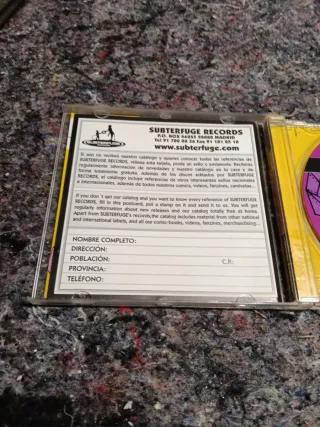 SUBTERFUGE RECORDS
P.O. BOX 56053 28080 MADRID
www.subterfuge.com
Si aún no recibes nuestro catálogo y quieres conocer todas las referencias de
SUBTERFUGE RECORDS, rellena esta tarjeta, ponle un sello y envíanosla. Recibirás
regularmente información de novedades y nuestro catálogo en tu casa y de
forma totalmente gratuita. Además de los discos editados por SUBTERFUGE
RECORDS, el catálogo incluye referencias de otros interesantes sellos nacionales
e internacionales, además de todos nuestros comics, videos, fanzines, camisetas...
If you don´t get our catalog and you want to know every reference of SUBTERFUGE
RECORDS, fill in this postcard, put a stamp on it and send it to us. You will get
regularly information about new releases and our catalog totally free at home.
Apart from SUBTERFUGE's records,the catalog includes material from other national
and international labels, and all our comic-books, videos, fanzines, merchandising...
NOMBRE COMPLETO:
DIRECCIÓN:
POBLACIÓN: C.P.:
PROVINCIA:
TELÉFONO: